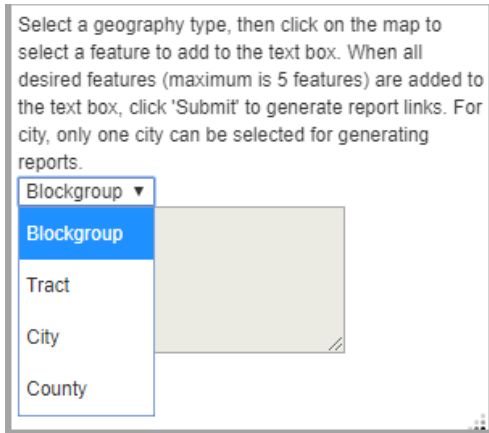 Select a geography type, then click on the map to
select a feature to add to the text box. When all
desired features (maximum is 5 features) are added to
the text box, click 'Submit' to generate report links. For
city, only one city can be selected for generating
reports.
Blockgroup ▼
Blockgroup
Tract
City
County